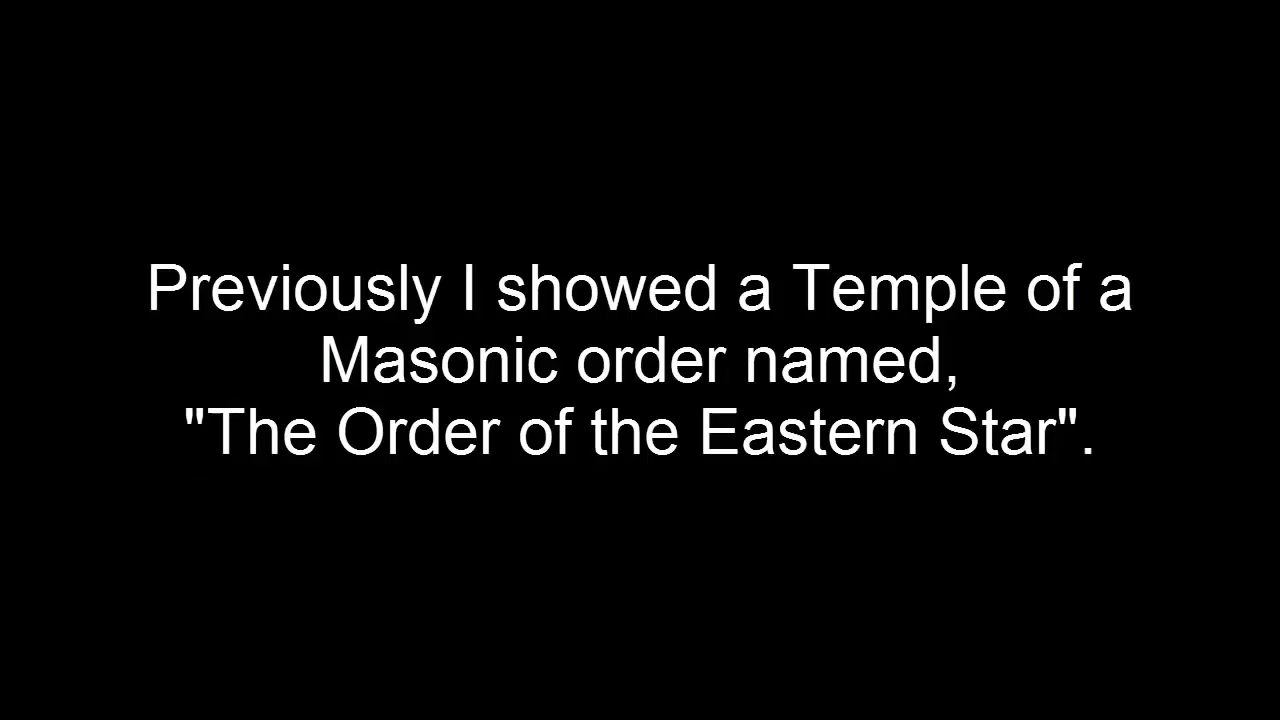 Previously I showed a Temple of a
Masonic order named,
"The Order of the Eastern Star".